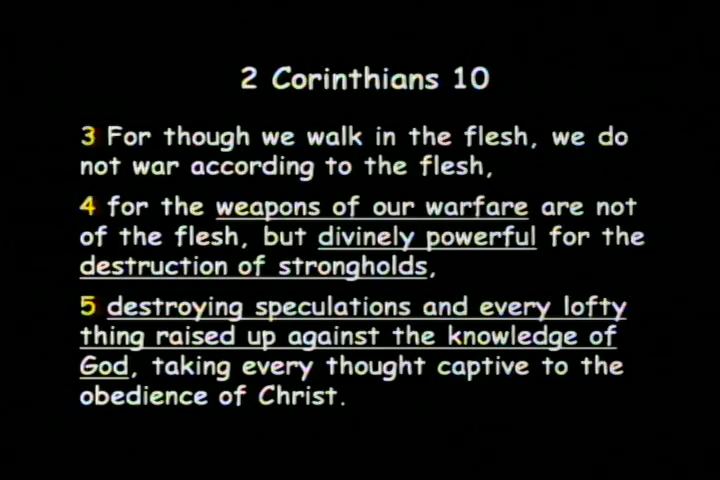 2 Corinthians 10
3 For though we walk in the flesh, we do
not war according to the flesh,
4 for the weapons of our warfare are not
of the flesh, but divinely powerful for the
destruction of strongholds,
5 destroying speculations and every lofty
thing raised up against the knowledge of
God, taking every thought captive to the
obedience of Christ.